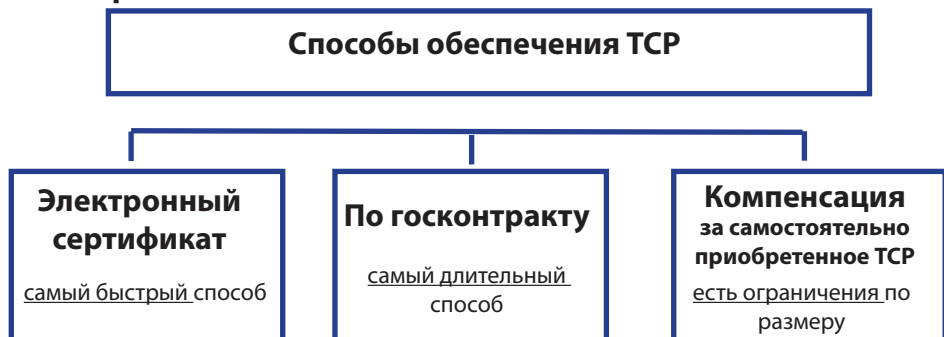 Способы обеспечения ТСР
Электронный
сертификат
самый быстрый способ
По госконтракту
самый длительный
способ
Компенсация
за самостоятельно
приобретенное ТСР
есть ограничения по
размеру